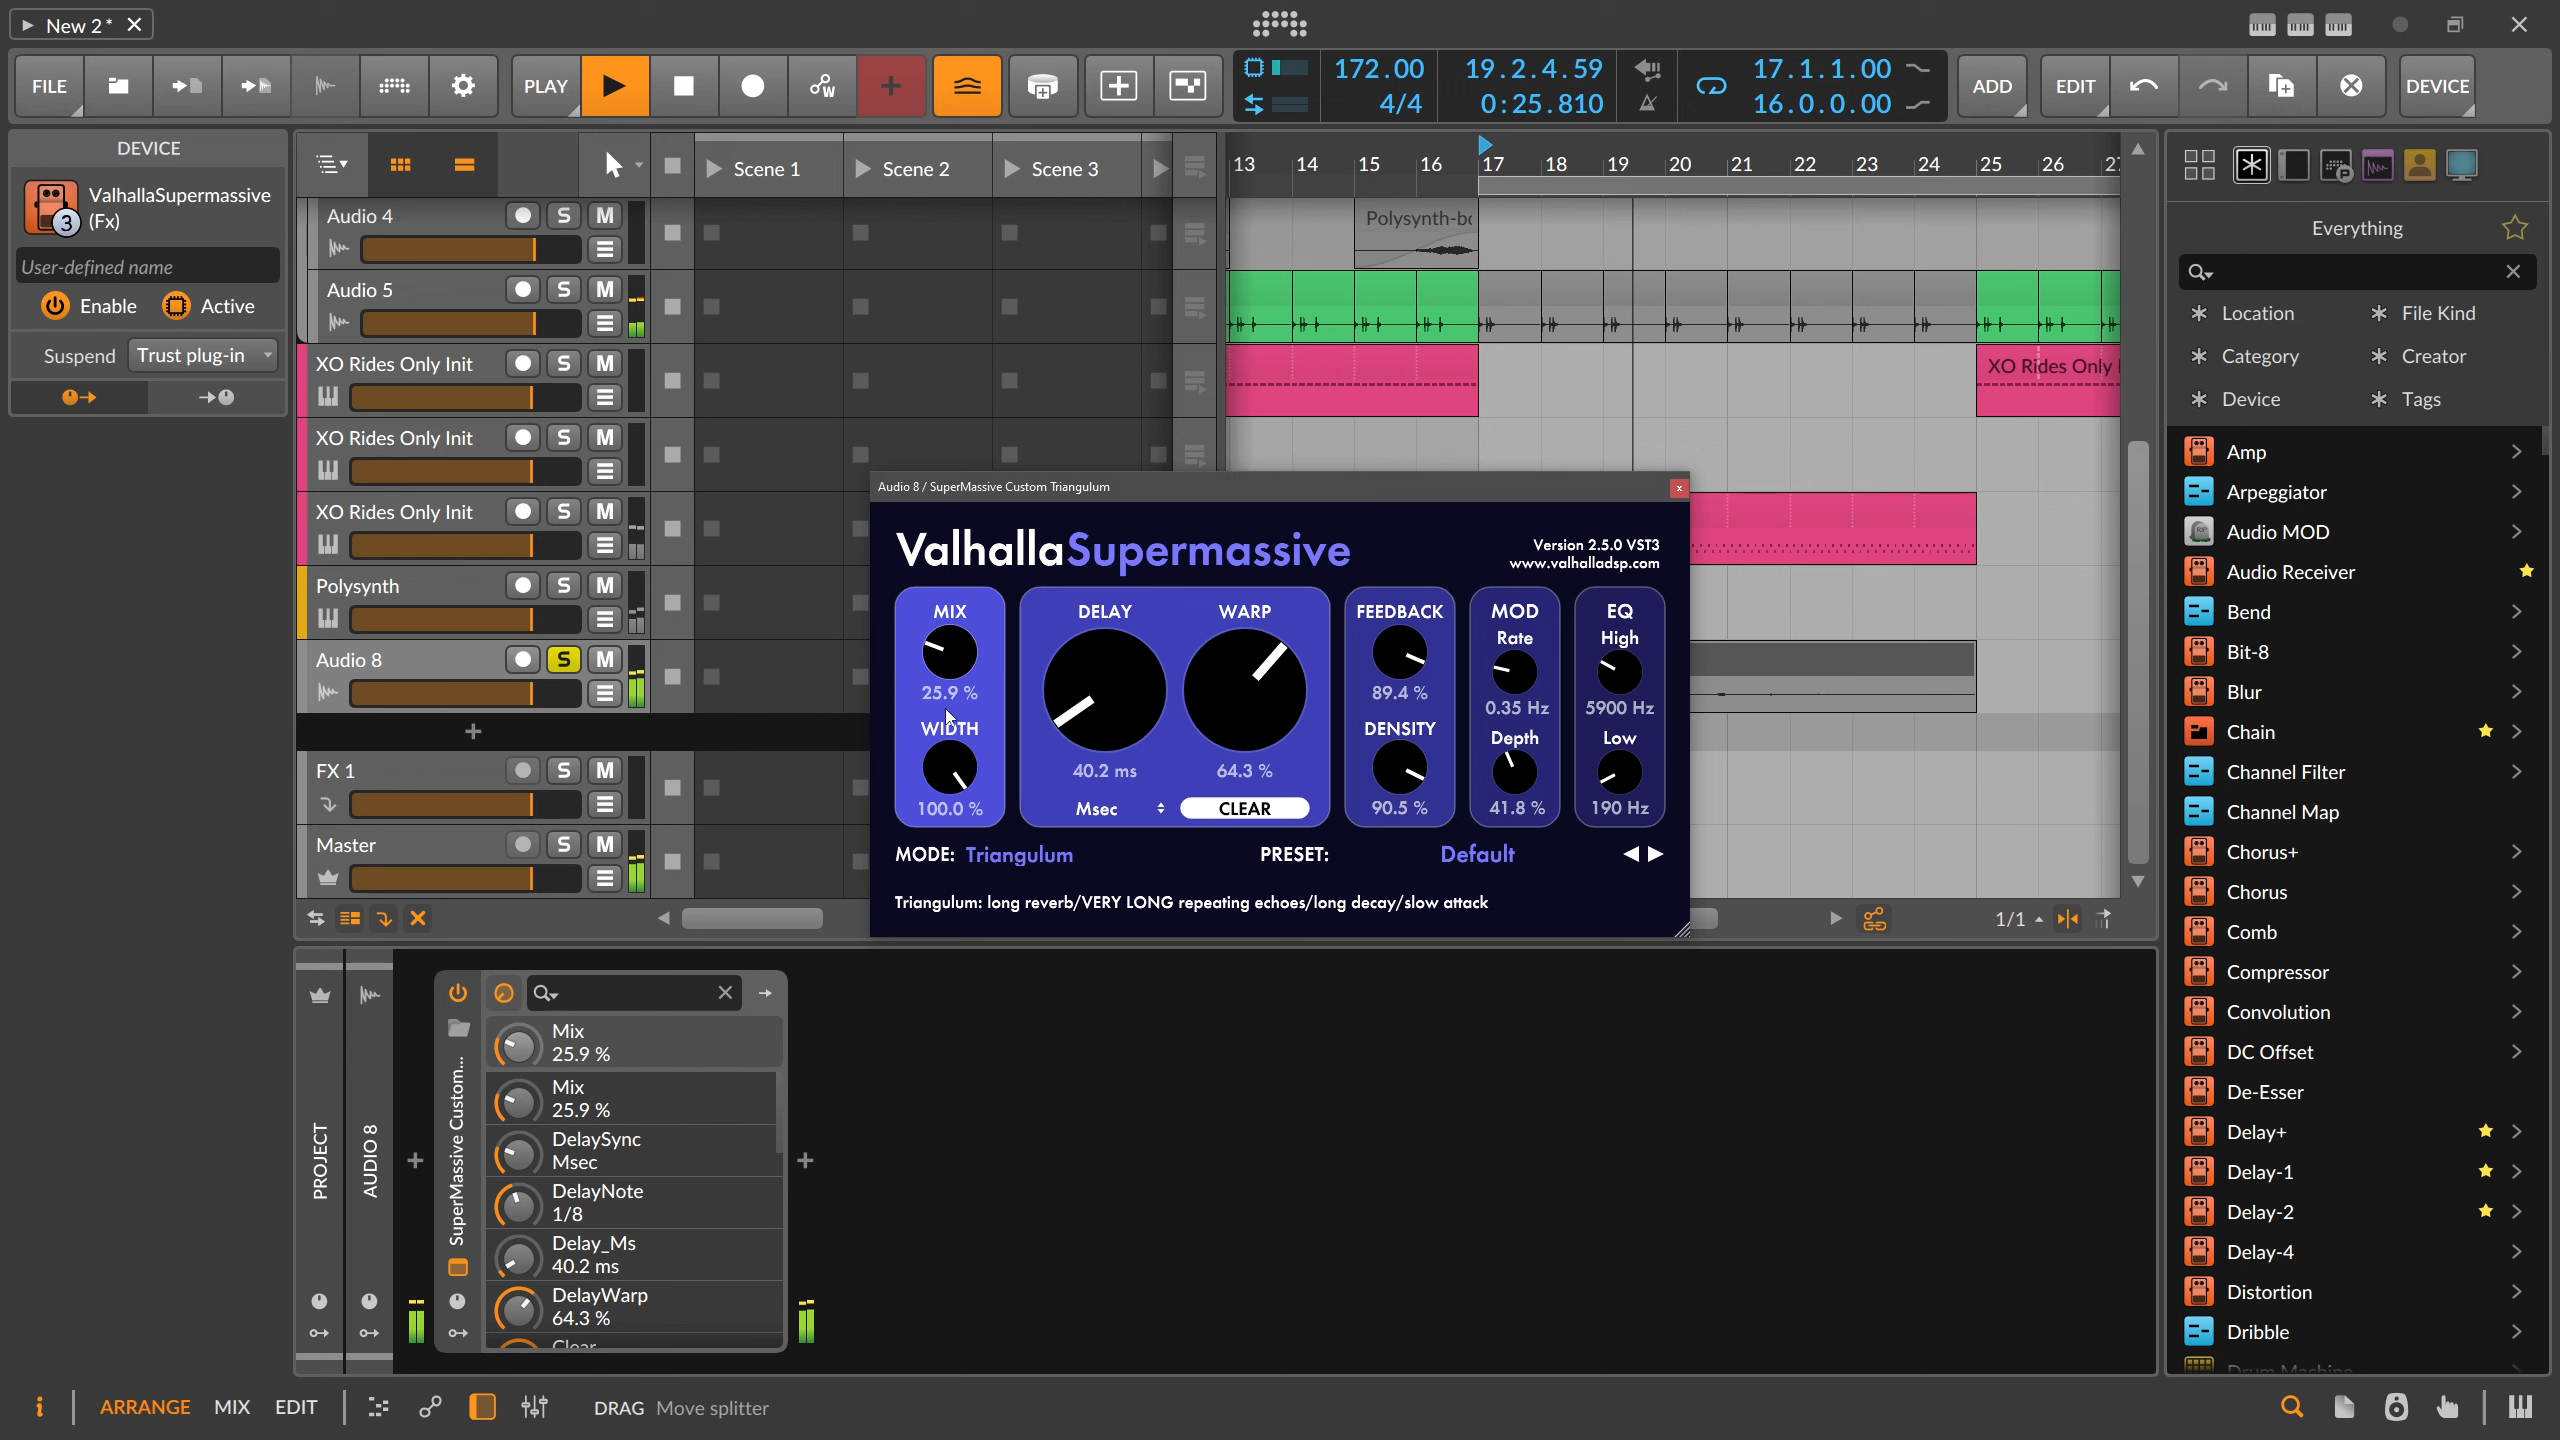 New 2*
FILE
PLAY
172.00
4/4
19.2.4.59
0:25.810
17.1.1.00
16.0.0.00
ADD
EDIT
DEVICE
DEVICE
ValhallaSupermassive
(Fx)
3
User-defined name
Enable
Active
Suspend
Trust plug-in
Scene 1
Scene 2
Scene 3
13
14
15
16
17
18
19
20
21
22
23
24
25
26
27
Audio 4
S
M
Polysynth-bo
Audio 5
S
M
XO Rides Only Init
S
M
XO Rides Only
XO Rides Only Init
S
M
XO Rides Only Init
S
M
Polysynth
S
M
Audio 8
S
M
FX 1
S
M
Master
S
M
1/1
Audio 8 / SuperMassive Custom Triangulum
x
ValhallaSupermassive
Version 2.5.0 VST3
www.valhalladsp.com
MIX
25.9 %
WIDTH
100.0 %
DELAY
40.2 ms
Msec
WARP
64.3 %
CLEAR
FEEDBACK
89.4 %
DENSITY
90.5 %
MOD
Rate
0.35 Hz
Depth
41.8 %
EQ
High
5900 Hz
Low
190 Hz
MODE: Triangulum
PRESET:
Default
Triangulum: long reverb/VERY LONG repeating echoes/long decay/slow attack
Everything
Location
File Kind
Category
Creator
Device
Tags
Amp
Arpeggiator
Audio MOD
Audio Receiver
Bend
Bit-8
Blur
Chain
Channel Filter
Channel Map
Chorus+
Chorus
Comb
Compressor
Convolution
DC Offset
De-Esser
Delay+
Delay-1
Delay-2
Delay-4
Distortion
Dribble
Drum Machine
PROJECT
AUDIO 8
SuperMassive Custom...
Mix
25.9 %
Mix
25.9 %
DelaySync
Msec
DelayNote
1/8
Delay_Ms
40.2 ms
DelayWarp
64.3 %
Clear
ARRANGE
MIX
EDIT
DRAG Move splitter